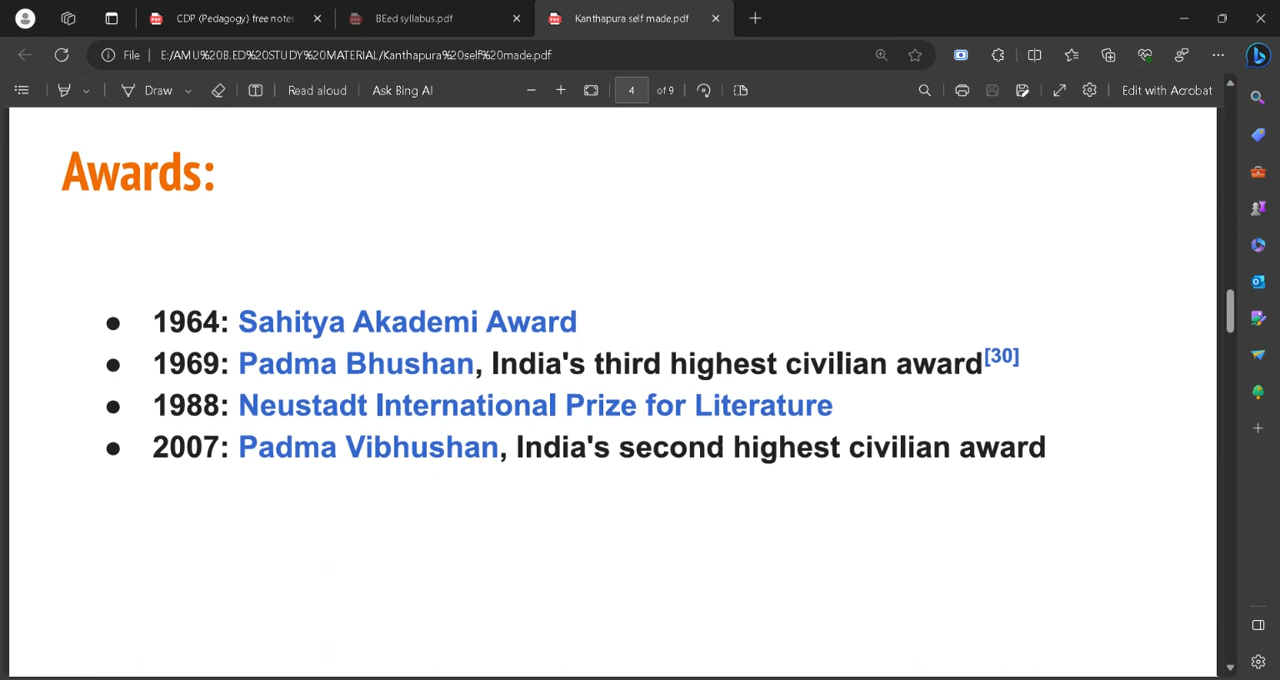 CDP (Pedagogy) free notes
BEed syllabus.pdf
Kanthapura self made.pdf
File
E:/AMU%20B.ED%20STUDY%20MATERIAL/Kanthapura%20self%20made.pdf
Draw
Read aloud
Ask Bing AI
4
of 9
Edit with Acrobat
Awards:
● 1964: Sahitya Akademi Award
● 1969: Padma Bhushan, India's third highest civilian award[30]
● 1988: Neustadt International Prize for Literature
● 2007: Padma Vibhushan, India's second highest civilian award